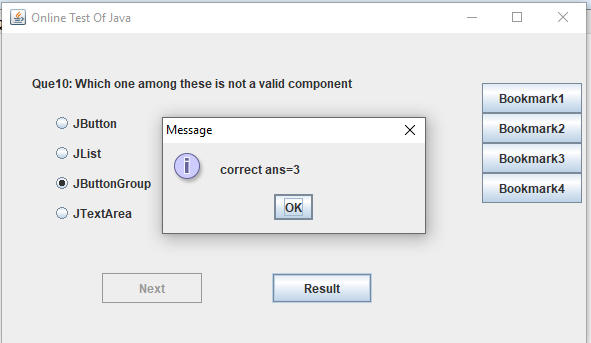 Online Test Of Java
Que10: Which one among these is not a valid component
JButton
JList
JButtonGroup
JTextArea
Message
correct ans=3
OK
Bookmark1
Bookmark2
Bookmark3
Bookmark4
Next
Result